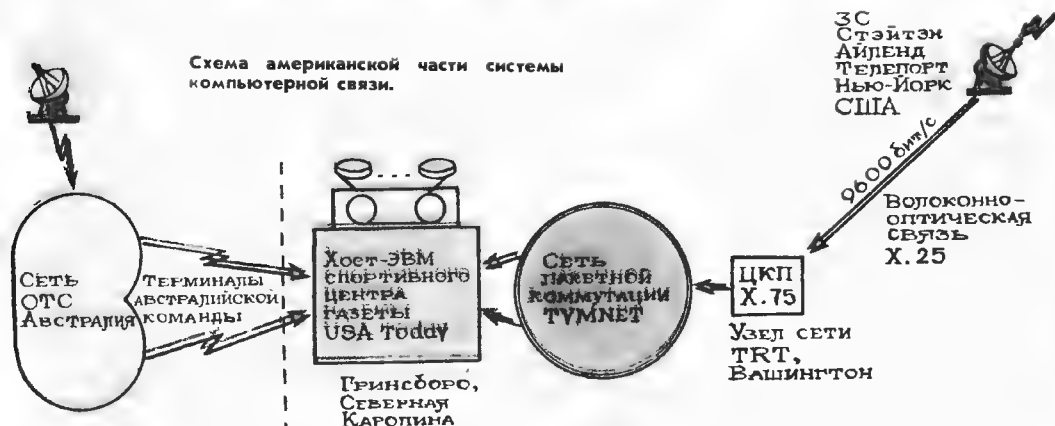 Схема американской части системы
компьютерной связи.
ЗС
Стэйтэн
Айленд
Телепорт
Нью-Йорк
США
9600 бит/с
Волоконно-
оптическая
связь
X.25
Сеть
ОТС
Австралия
Терминалы
австралийской
команды
Хост-ЭВМ
спортивного
центра
газеты
USA Today
Гринсборо,
Северная
Каролина
Сеть
пакетной
коммутации
TYMNET
ЦКП
X.75
Узел сети
TRT,
Вашингтон